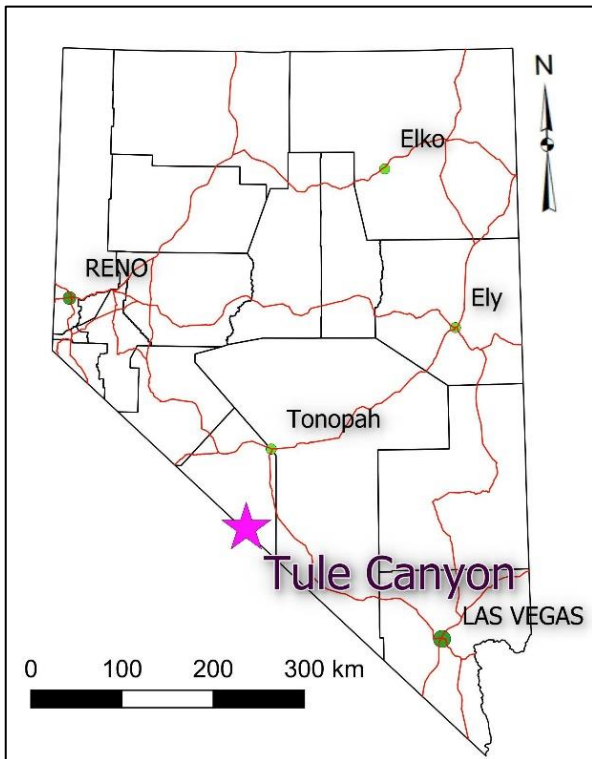 N
Elko
RENO
Ely
Tonopah
Tule Canyon
LAS VEGAS
0 100 200 300 km